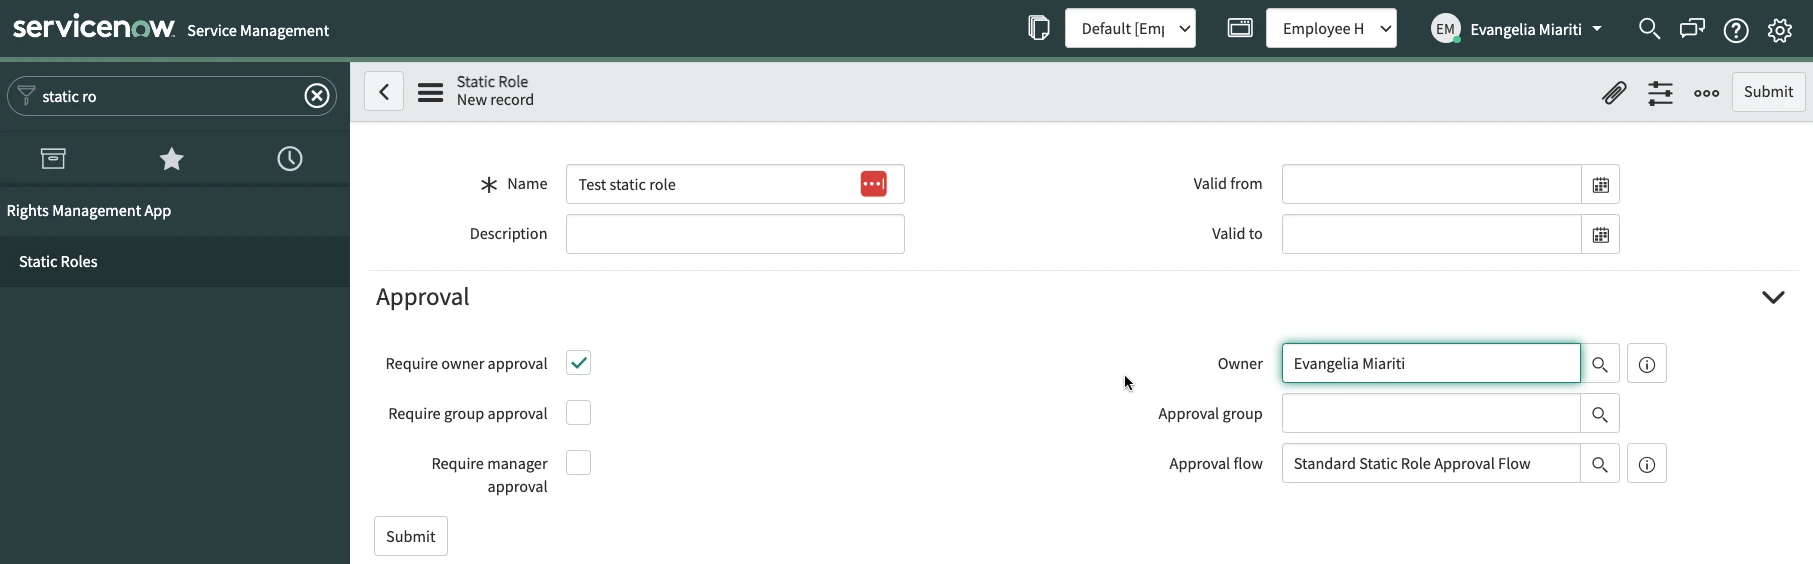 servicenow Service Management
Default [Emp
Employee H
EM Evangelia Miariti
static ro
Static Role
New record
Submit
Rights Management App
Static Roles
Name
Test static role
Valid from
Description
Valid to
Approval
Require owner approval
Owner
Evangelia Miariti
Require group approval
Approval group
Require manager
approval
Approval flow
Standard Static Role Approval Flow
Submit